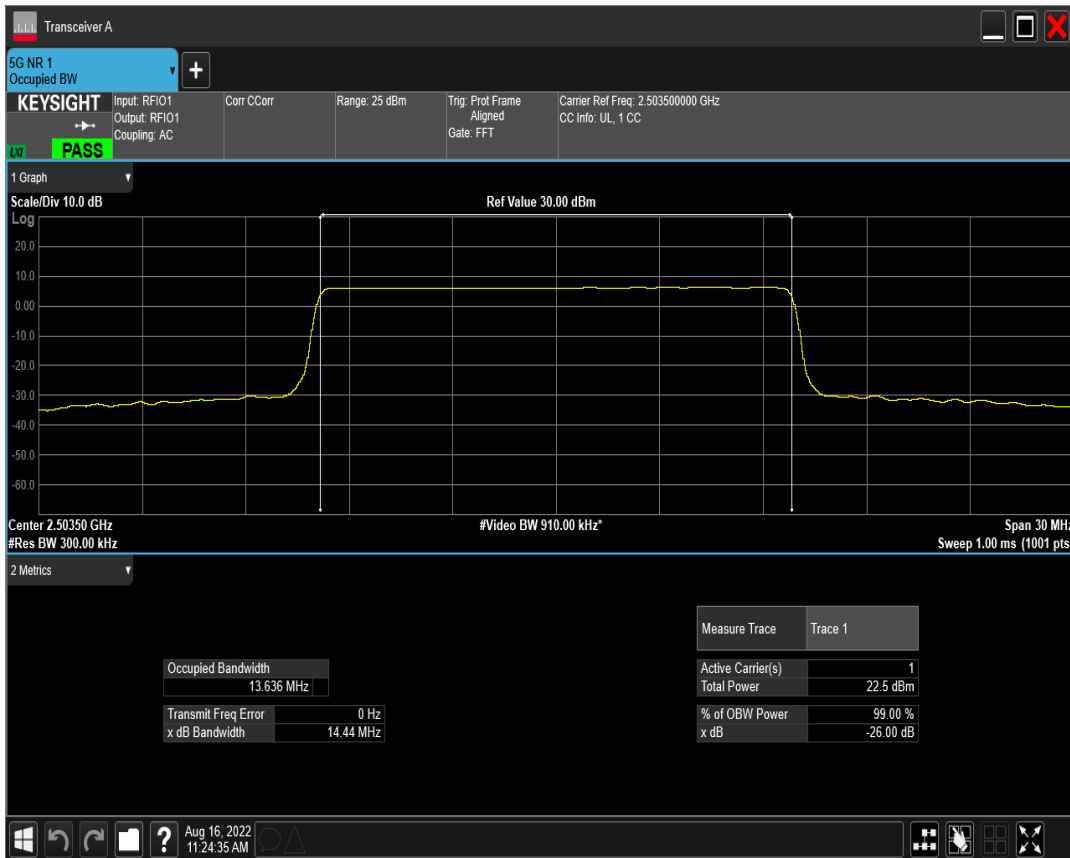 Transceiver A
5G NR 1
Occupied BW
KEYSIGHT
LXI
PASS
Input: RFIO1
Output: RFIO1
Coupling: AC
Corr CCorr
Range: 25 dBm
Trig: Prot Frame
Aligned
Gate: FFT
Carrier Ref Freq: 2.503500000 GHz
CC Info: UL, 1 CC
1 Graph
Scale/Div 10.0 dB
Ref Value 30.00 dBm
Log
20.0
10.0
0.00
-10.0
-20.0
-30.0
-40.0
-50.0
-60.0
Center 2.50350 GHz
#Video BW 910.00 kHz*
Span 30 MHz
#Res BW 300.00 kHz
Sweep 1.00 ms (1001 pts
2 Metrics
Measure Trace Trace 1
Occupied Bandwidth
13.636 MHz
Active Carrier(s) 1
Total Power 22.5 dBm
Transmit Freq Error 0 Hz
x dB Bandwidth 14.44 MHz
% of OBW Power 99.00 %
x dB -26.00 dB
?
Aug 16, 2022
11:24:35 AM